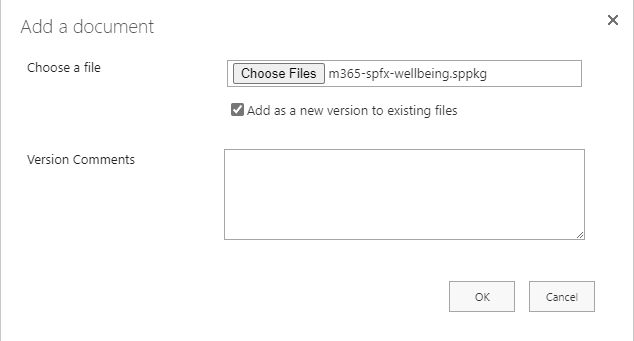 Add a document
Choose a file
Choose Files m365-spfx-wellbeing.sppkg
Add as a new version to existing files
Version Comments
OK Cancel